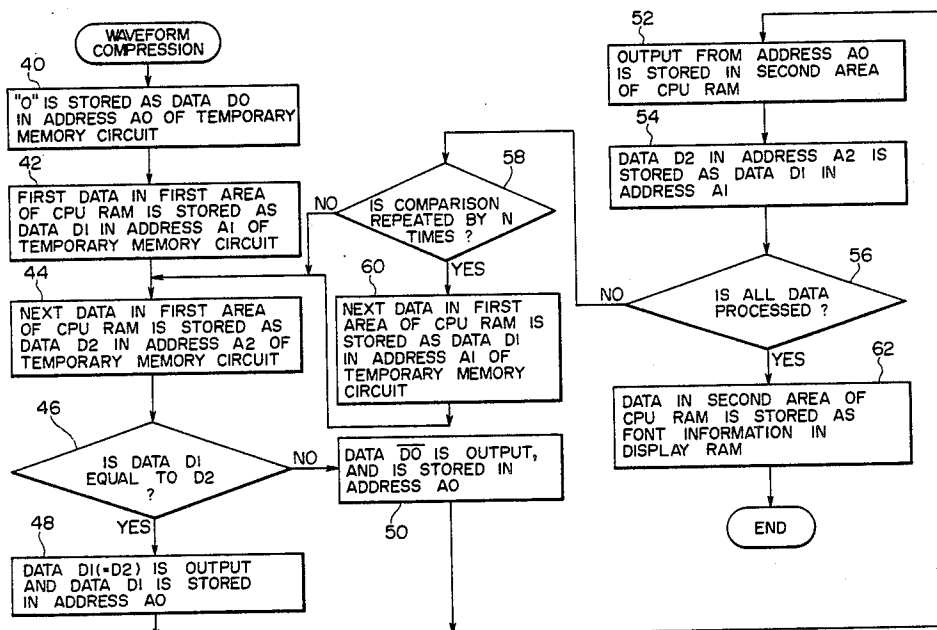 WAVEFORM
COMPRESSION
40
"0" IS STORED AS DATA D0
IN ADDRESS A0 OF TEMPORARY
MEMORY CIRCUIT
42
FIRST DATA IN FIRST AREA
OF CPU RAM IS STORED AS
DATA D1 IN ADDRESS A1 OF
TEMPORARY MEMORY CIRCUIT
44
NEXT DATA IN FIRST AREA
OF CPU RAM IS STORED AS
DATA D2 IN ADDRESS A2 OF
TEMPORARY MEMORY CIRCUIT
46
IS DATA D1
EQUAL TO D2
?
NO
YES
48
DATA D1(=D2) IS OUTPUT
AND DATA D1 IS STORED
IN ADDRESS A0
DATA D̅0̅ IS OUTPUT,
AND IS STORED IN
ADDRESS A0
50
58
NO
IS COMPARISON
REPEATED BY N
TIMES ?
YES
60
NEXT DATA IN FIRST
AREA OF CPU RAM IS
STORED AS DATA D1
IN ADDRESS A1 OF
TEMPORARY MEMORY
CIRCUIT
52
OUTPUT FROM ADDRESS A0
IS STORED IN SECOND AREA
OF CPU RAM
54
DATA D2 IN ADDRESS A2 IS
STORED AS DATA D1 IN
ADDRESS A1
56
NO
IS ALL DATA
PROCESSED ?
YES
62
DATA IN SECOND AREA OF
CPU RAM IS STORED AS
FONT INFORMATION IN
DISPLAY RAM
END